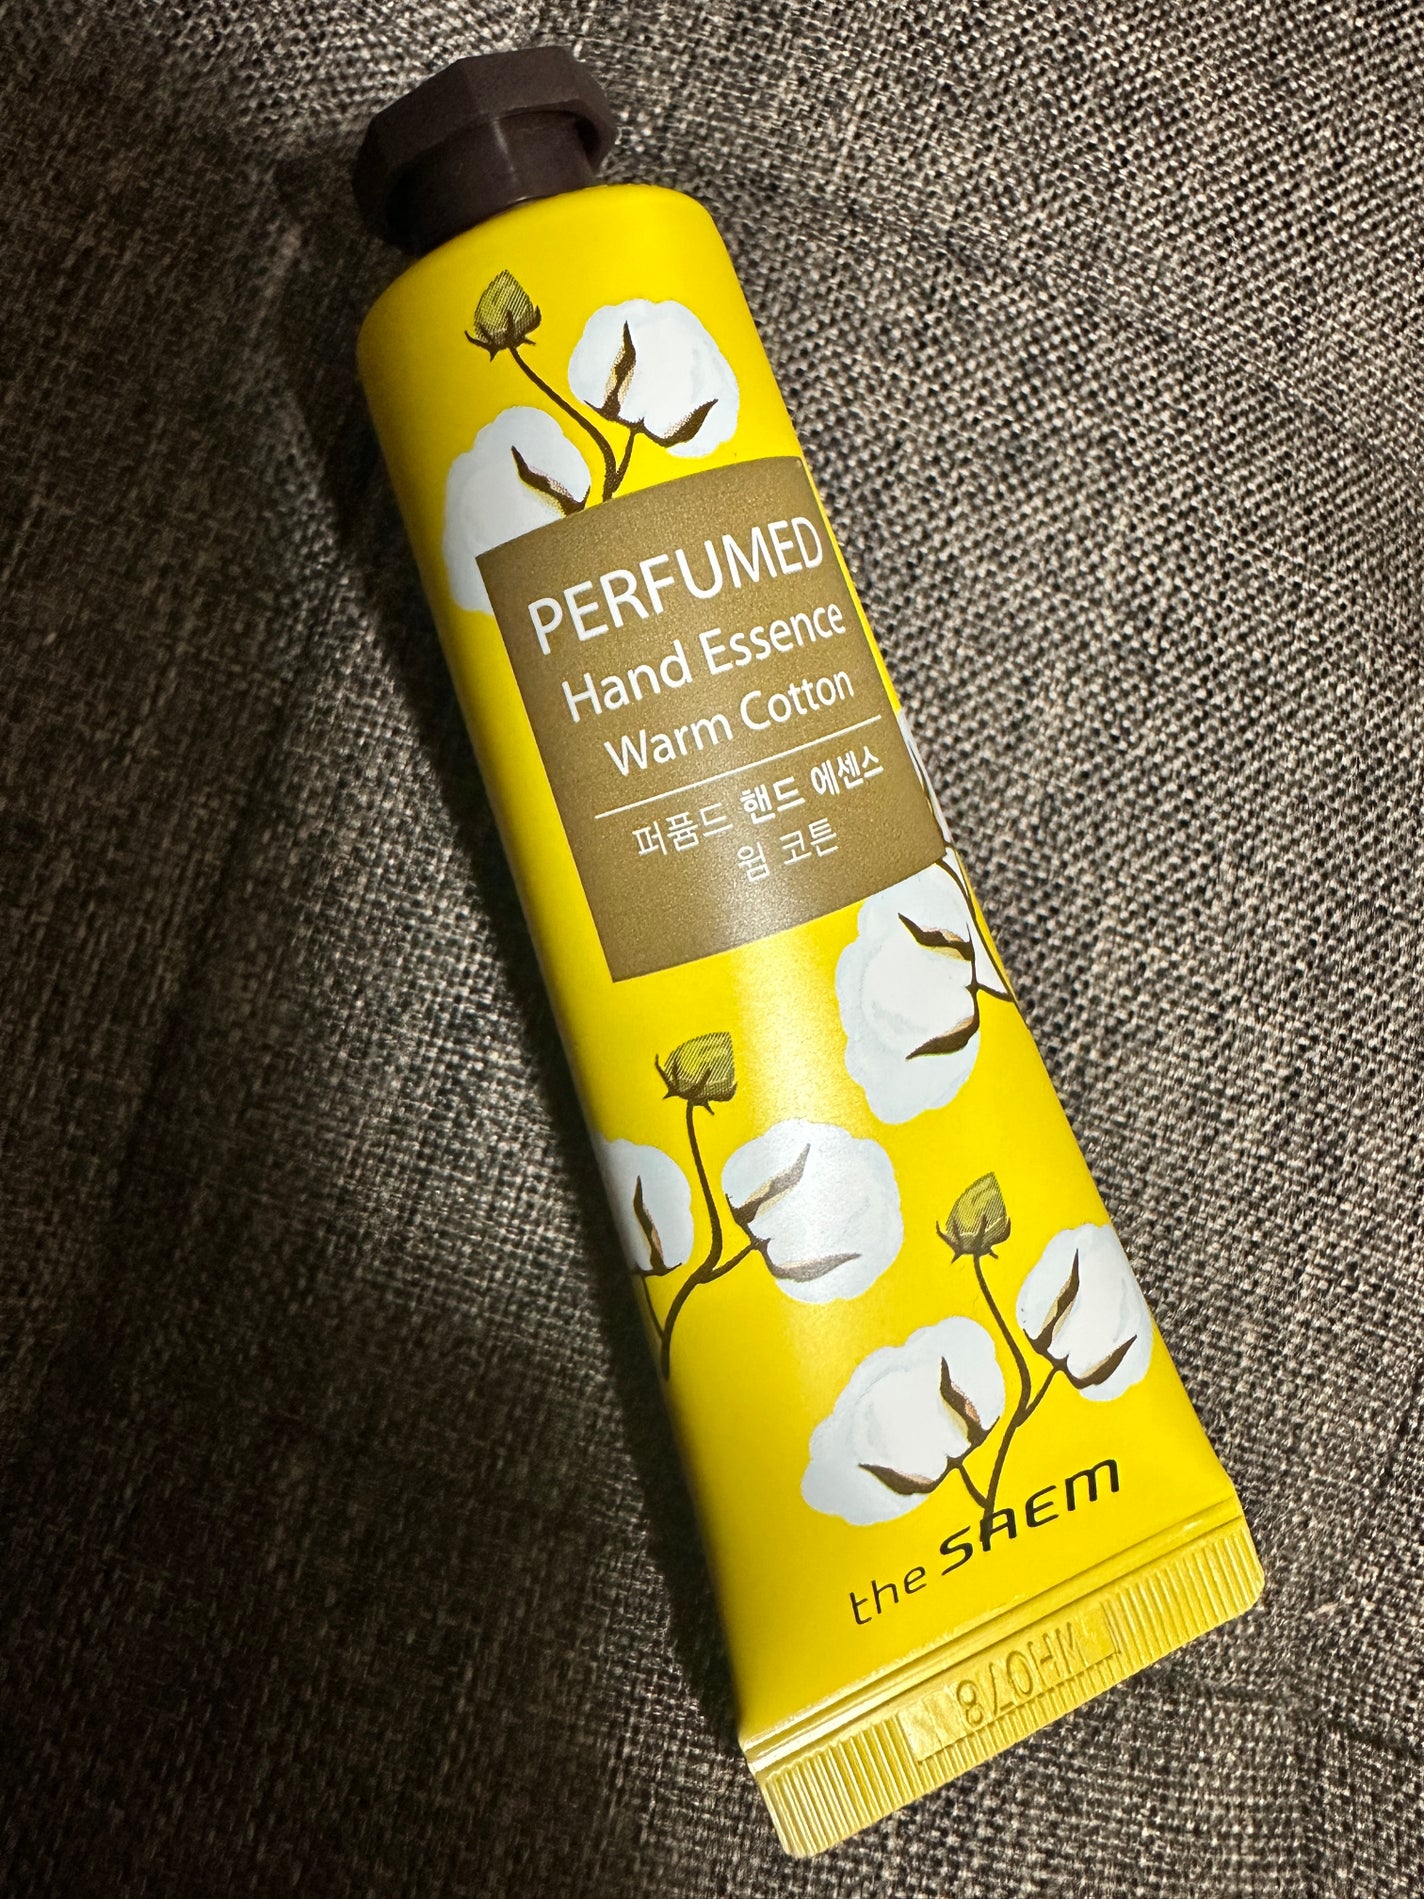 PERFUMED
Hand Essence
Warm Cotton
퍼퓸드 핸드 에센스
웜 코튼
the SAEM